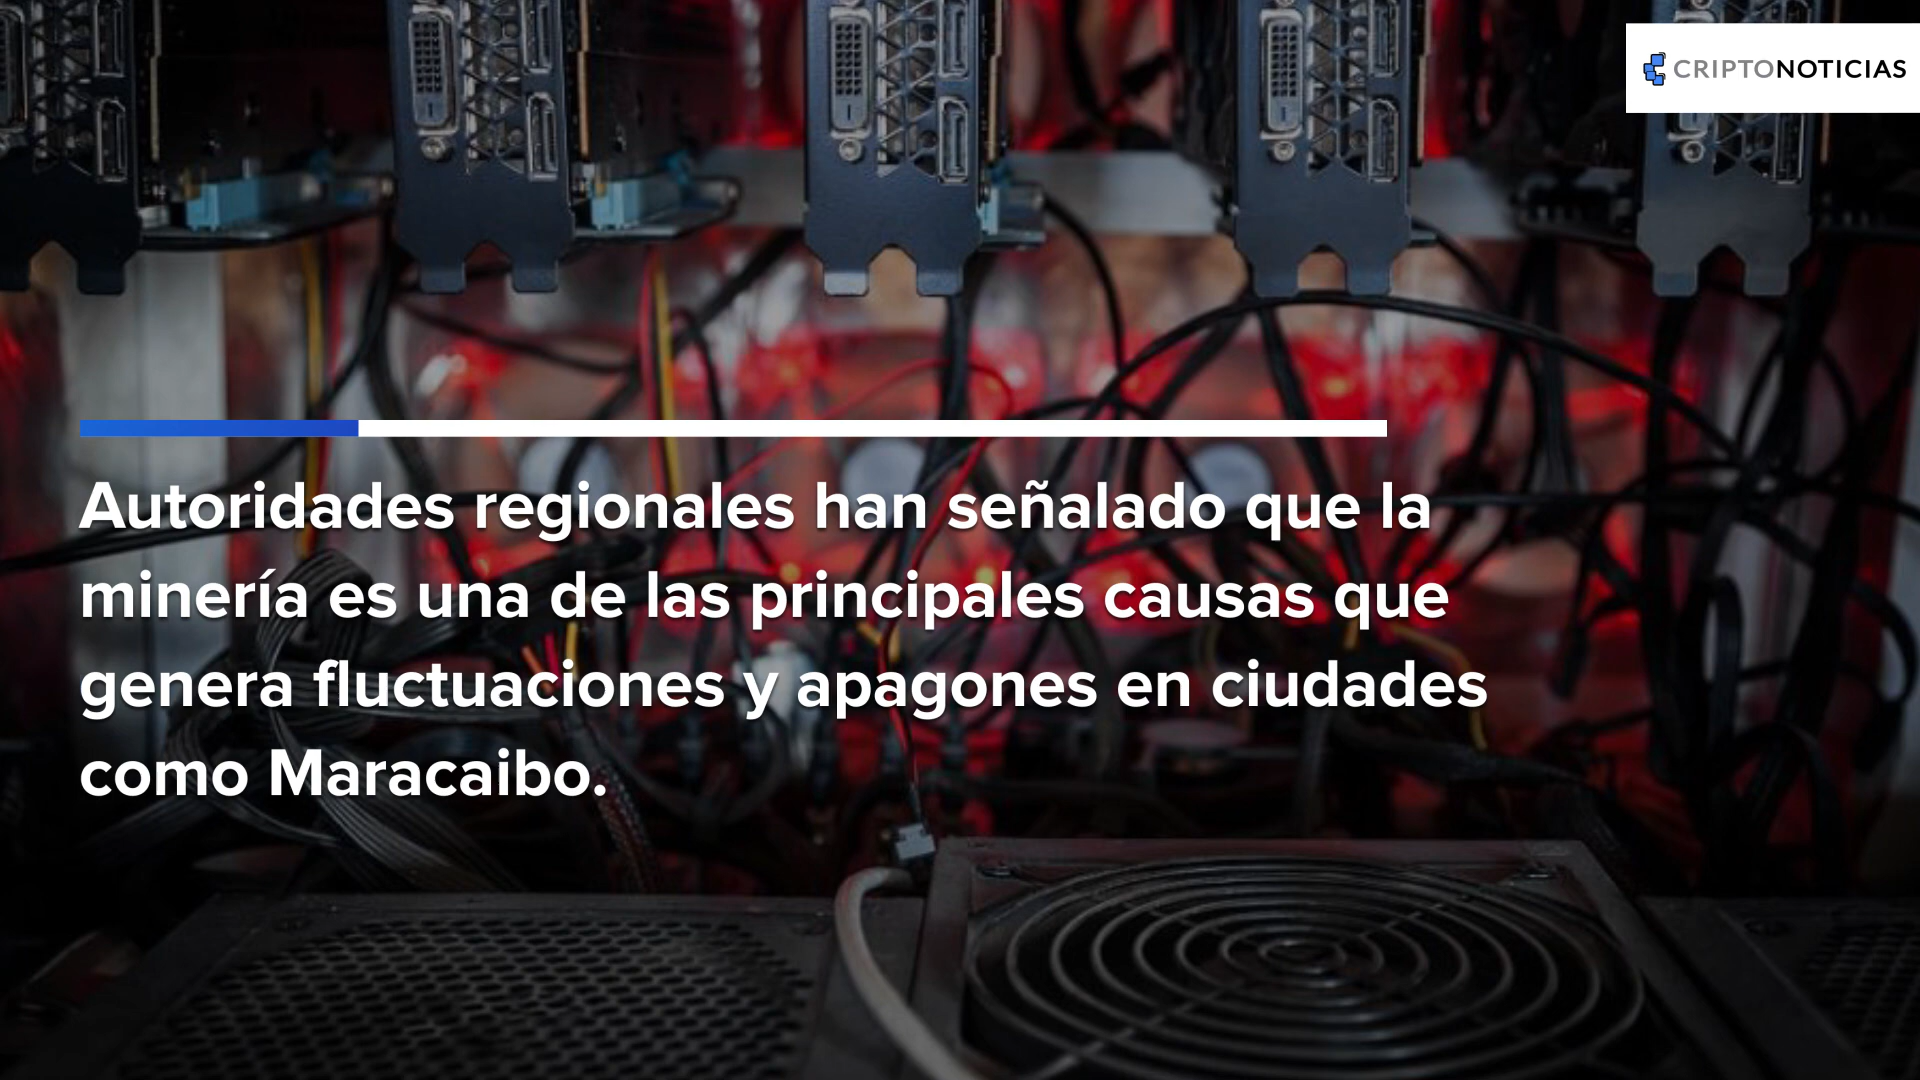 CRIPTONOTICIAS
Autoridades regionales han señalado que la
minería es una de las principales causas que
genera fluctuaciones y apagones en ciudades
como Maracaibo.